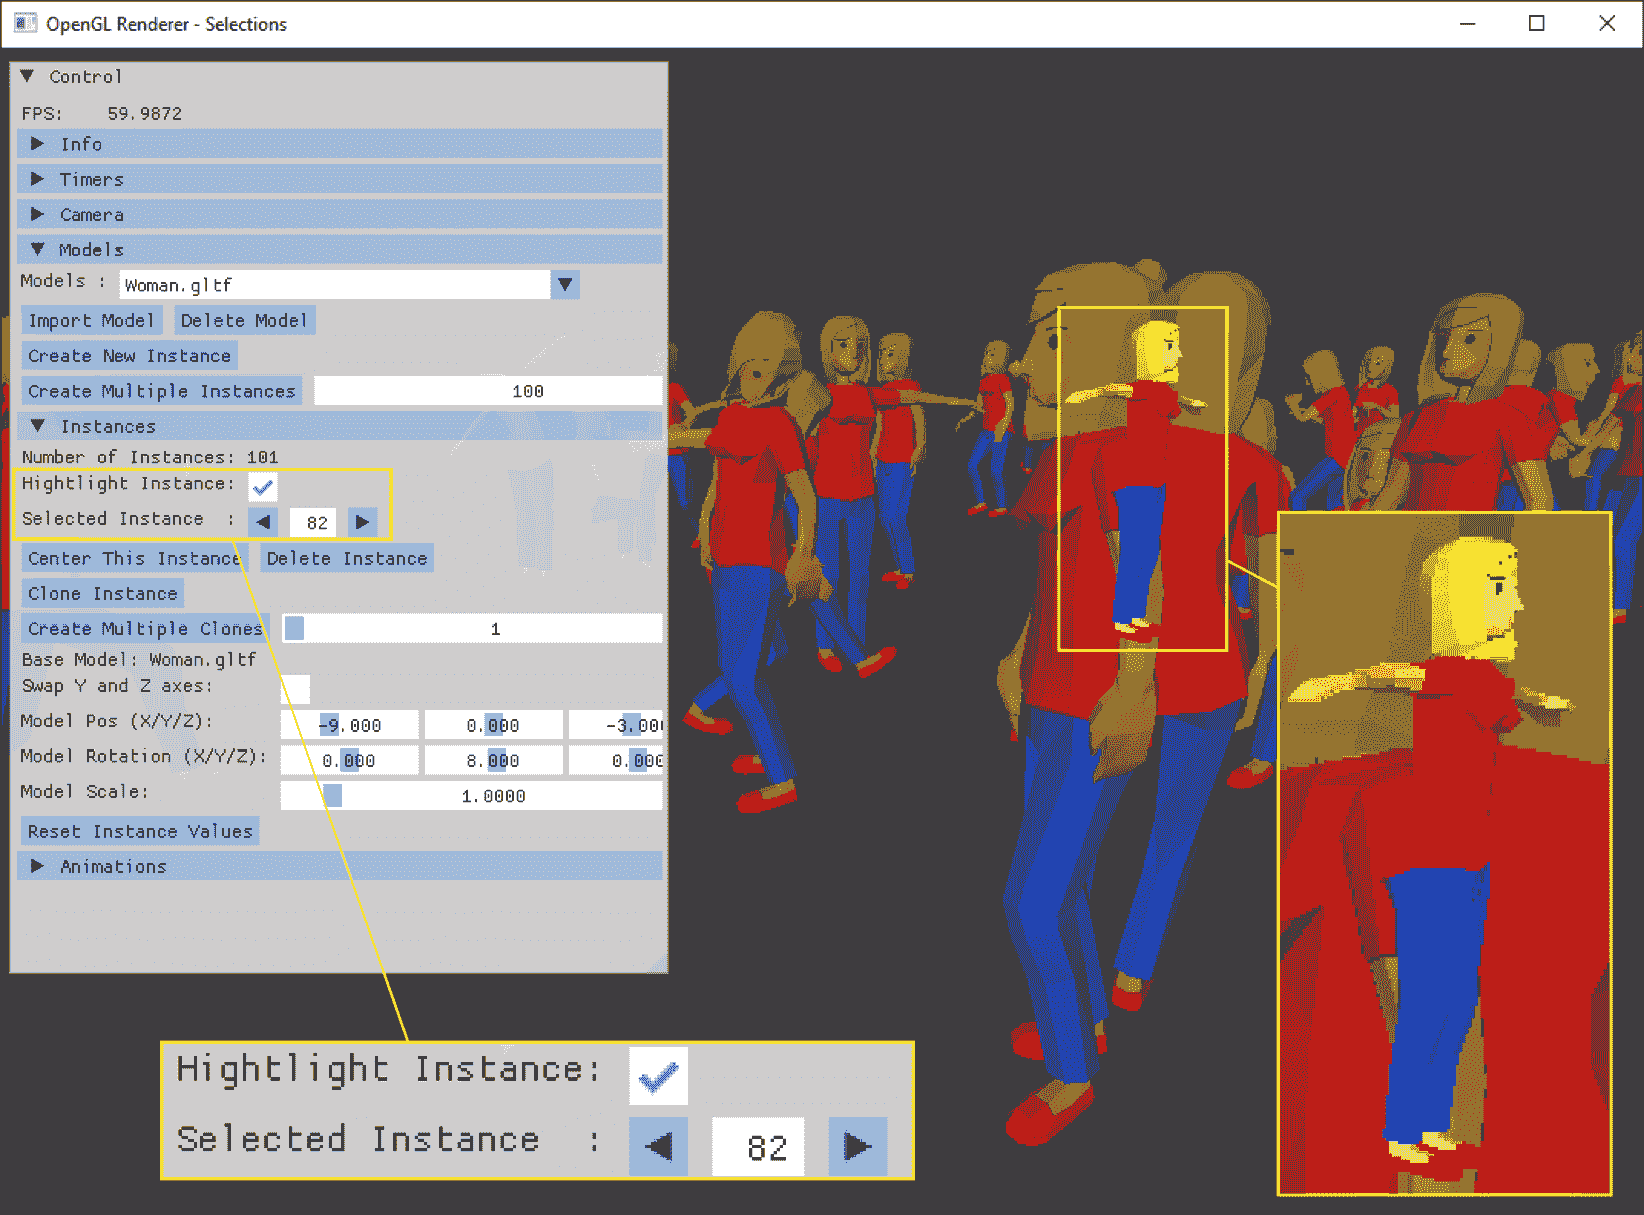 OpenGL Renderer - Selections
Control
FPS: 59.9872
Info
Timers
Camera
Models
Models : Woman.gltf
Import Model Delete Model
Create New Instance
Create Multiple Instances 100
Instances
Number of Instances: 101
Hightlight Instance:
Selected Instance : 82
Center This Instance Delete Instance
Clone Instance
Create Multiple Clones 1
Base Model: Woman.gltf
Swap Y and Z axes:
Model Pos (X/Y/Z): -9.000 0.000 -3.000
Model Rotation (X/Y/Z): 0.000 8.000 0.000
Model Scale: 1.0000
Reset Instance Values
Animations
Hightlight Instance:
Selected Instance : 82